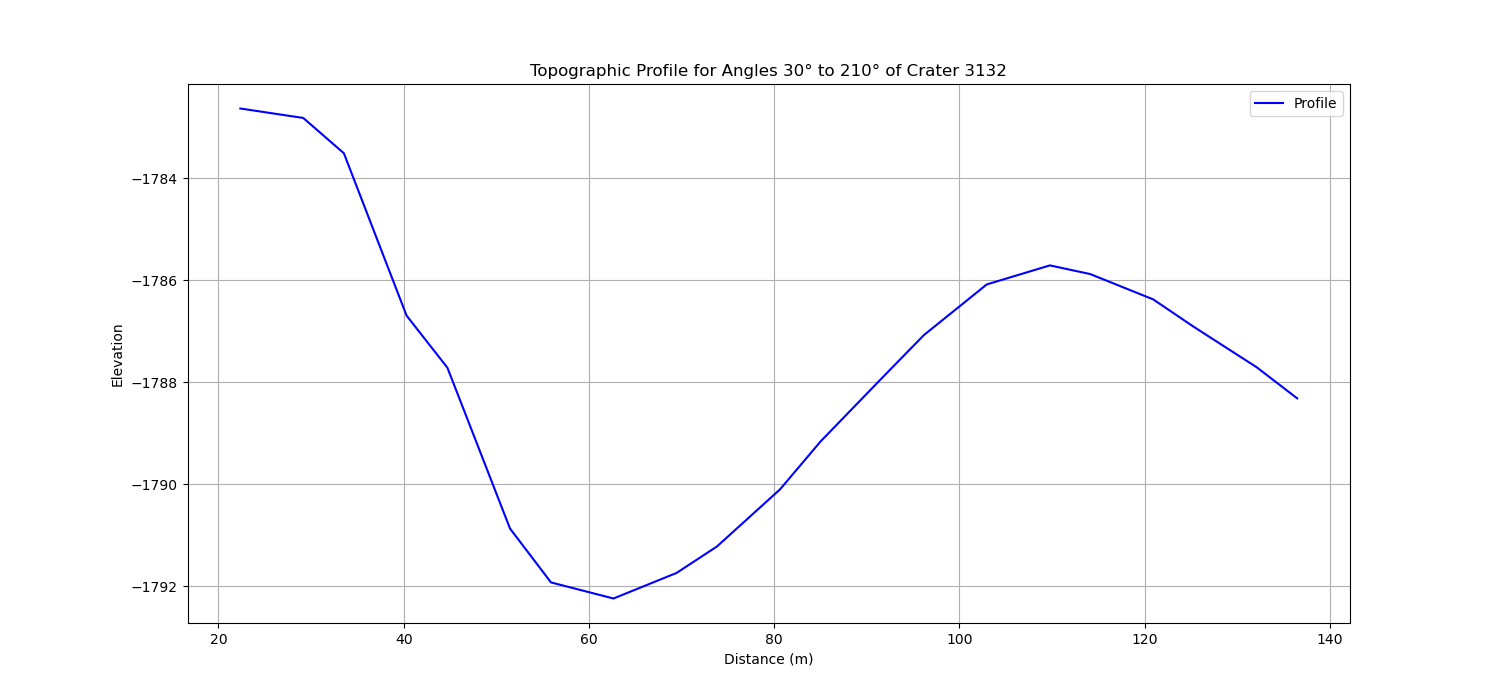 Topographic Profile for Angles 30° to 210° of Crater 3132
Profile
−1784
−1786
−1788
−1790
−1792
Elevation
20 40 60 80 100 120 140
Distance (m)